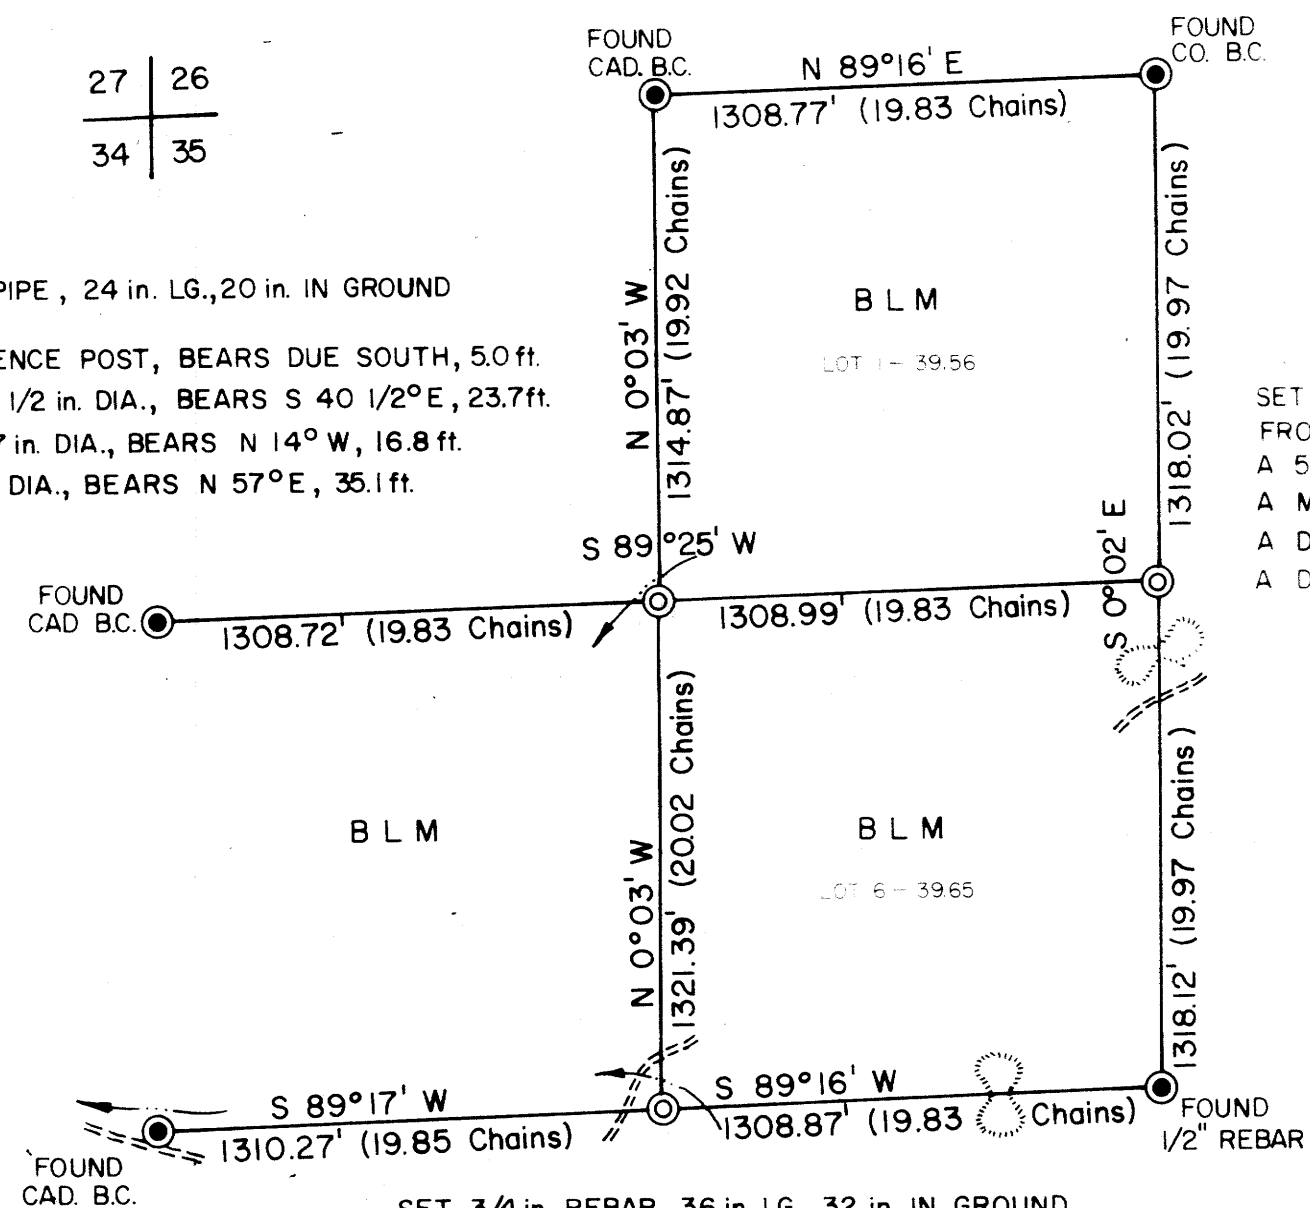 FOUND
CAD. B.C.
N 89°16' E
1308.77' (19.83 Chains)
FOUND
CO. B.C.
27 26
34 35
PIPE, 24 in. LG., 20 in. IN GROUND
ENCE POST, BEARS DUE SOUTH, 5.0 ft.
1/2 in. DIA., BEARS S 40 1/2° E, 23.7 ft.
7 in. DIA., BEARS N 14° W, 16.8 ft.
DIA., BEARS N 57° E, 35.1 ft.
N 0°03' W
1314.87' (19.92 Chains)
B L M
LOT 1 - 39.56
1318.02' (19.97 Chains)
S 0°02' E
SET
FRO
A 5
A M
A D
A D
S 89°25' W
FOUND
CAD B.C.
1308.72' (19.83 Chains)
1308.99' (19.83 Chains)
B L M
N 0°03' W
1321.39' (20.02 Chains)
B L M
LOT 6 - 39.65
1318.12' (19.97 Chains)
S 89°17' W
1310.27' (19.85 Chains)
S 89°16' W
1308.87' (19.83 Chains)
FOUND
1/2" REBAR
FOUND
CAD. B.C.
SET 3/4 in. REBAR, 36 in. LG., 32 in. IN GROUND